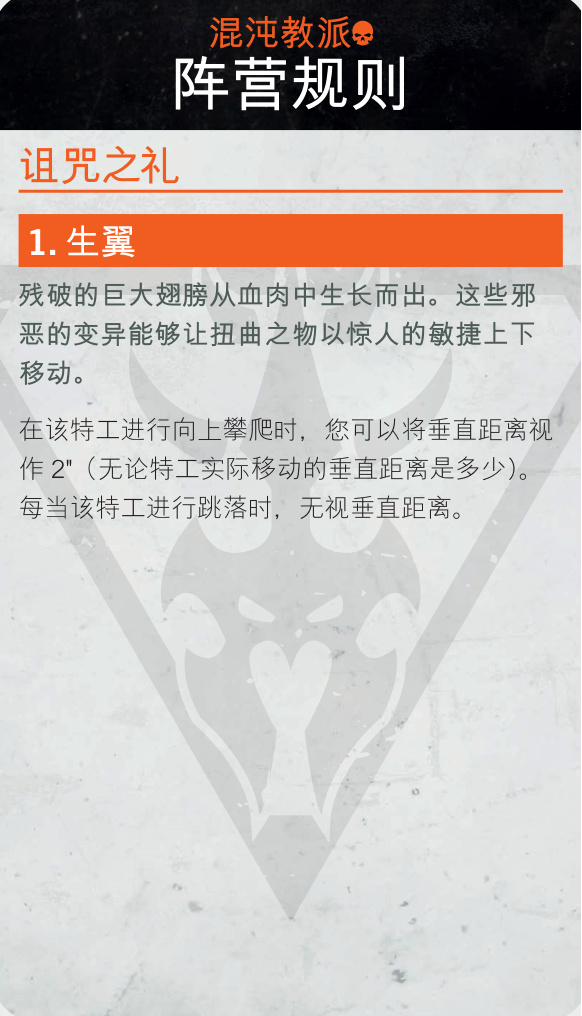 混沌教派
阵营规则
诅咒之礼
1. 生翼
残破的巨大翅膀从血肉中生长而出。这些邪
恶的变异能够让扭曲之物以惊人的敏捷上下
移动。
在该特工进行向上攀爬时，您可以将垂直距离视
作 2"（无论特工实际移动的垂直距离是多少）。
每当该特工进行跳落时，无视垂直距离。